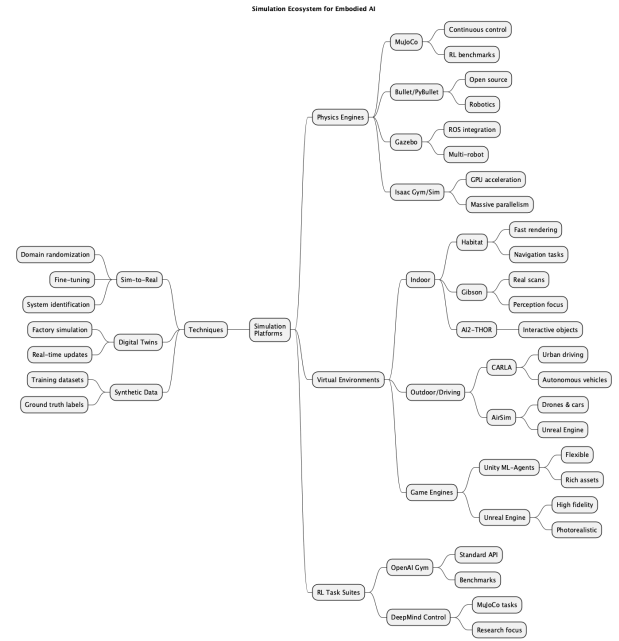 Simulation Ecosystem for Embodied AI
Simulation
Platforms
Physics Engines
MuJoCo
Continuous control
RL benchmarks
Bullet/PyBullet
Open source
Robotics
Gazebo
ROS integration
Multi-robot
Isaac Gym/Sim
GPU acceleration
Massive parallelism
Virtual Environments
Indoor
Habitat
Fast rendering
Navigation tasks
Gibson
Real scans
Perception focus
AI2-THOR
Interactive objects
Outdoor/Driving
CARLA
Urban driving
Autonomous vehicles
AirSim
Drones & cars
Unreal Engine
Game Engines
Unity ML-Agents
Flexible
Rich assets
Unreal Engine
High fidelity
Photorealistic
RL Task Suites
OpenAI Gym
Standard API
Benchmarks
DeepMind Control
MuJoCo tasks
Research focus
Techniques
Sim-to-Real
Domain randomization
Fine-tuning
System identification
Digital Twins
Factory simulation
Real-time updates
Synthetic Data
Training datasets
Ground truth labels